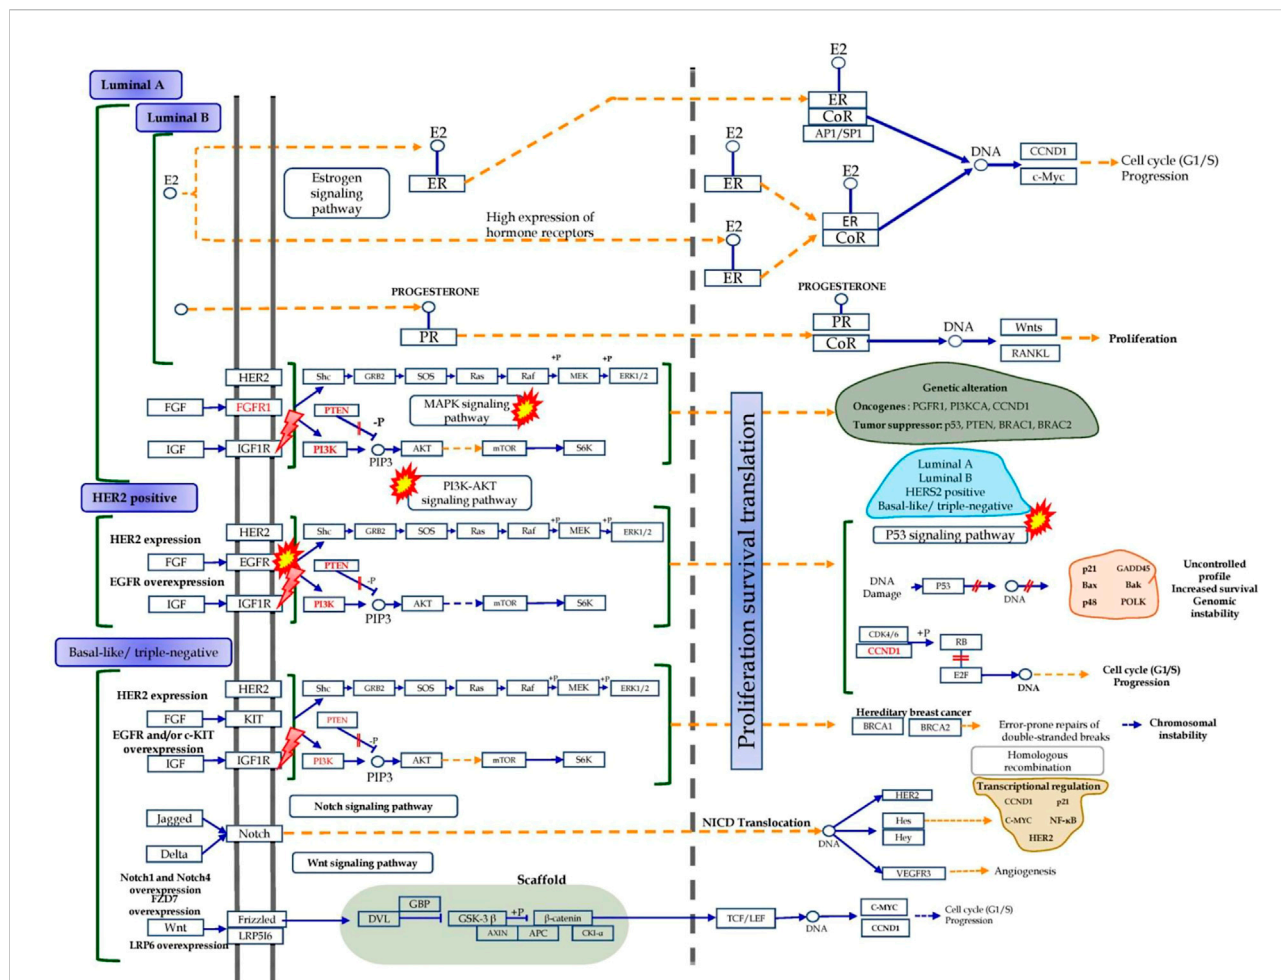 Luminal A
Luminal B
E2
E2
ER
Estrogen
signaling
pathway
High expression of
hormone receptors
E2
ER
E2
ER
E2
ER
CoR
AP1/SP1
E2
ER
CoR
DNA
CCND1
c-Myc
Cell cycle (G1/S)
Progression
PROGESTERONE
PR
PROGESTERONE
PR
CoR
DNA
Wnts
RANKL
Proliferation
HER2
FGF
FGFR1
IGF
IGF1R
Shc
GRB2
SOS
Ras
Raf
+P
MEK
+P
ERK1/2
PTEN
-P
MAPK signaling
pathway
PI3K
PIP3
AKT
mTOR
S6K
PI3K-AKT
signaling pathway
Proliferation survival translation
Genetic alteration
Oncogenes : PGFR1, PI3KCA, CCND1
Tumor suppressor: p53, PTEN, BRAC1, BRAC2
Luminal A
Luminal B
HERS2 positive
Basal-like/ triple-negative
P53 signaling pathway
HER2 positive
HER2 expression
HER2
FGF
EGFR
EGFR overexpression
IGF
IGF1R
Shc
GRB2
SOS
Ras
Raf
+P
MEK
+P
ERK1/2
PTEN
-P
PI3K
PIP3
AKT
mTOR
S6K
DNA
Damage
P53
DNA
p21
GADD45
Bax
Bak
p48
POLK
Uncontrolled
profile
Increased survival
Genomic
instability
CDK4/6
CCND1
+P
RB
E2F
DNA
Cell cycle (G1/S)
Progression
Basal-like/ triple-negative
HER2 expression
HER2
FGF
KIT
EGFR and/or c-KIT
overexpression
IGF
IGF1R
Shc
GRB2
SOS
Ras
Raf
+P
MEK
+P
ERK1/2
PTEN
-P
PI3K
PIP3
AKT
mTOR
S6K
Hereditary breast cancer
BRCA1
BRCA2
Error-prone repairs of
double-stranded breaks
Chromosomal
instability
Homologous
recombination
Notch signaling pathway
Jagged
Delta
Notch
NICD Translocation
DNA
HER2
Hes
Hey
VEGFR3
Angiogenesis
Transcriptional regulation
CCND1
p21
C-MYC
NF-κB
HER2
Wnt signaling pathway
Notch1 and Notch4
overexpression
FZD7
overexpression
Wnt
LRP6 overexpression
Frizzled
LRP5I6
Scaffold
DVL
GBP
GSK-3 β
+P
β-catenin
AXIN
APC
CKI-α
TCF/LEF
DNA
C-MYC
CCND1
Cell cycle (G1/S)
Progression